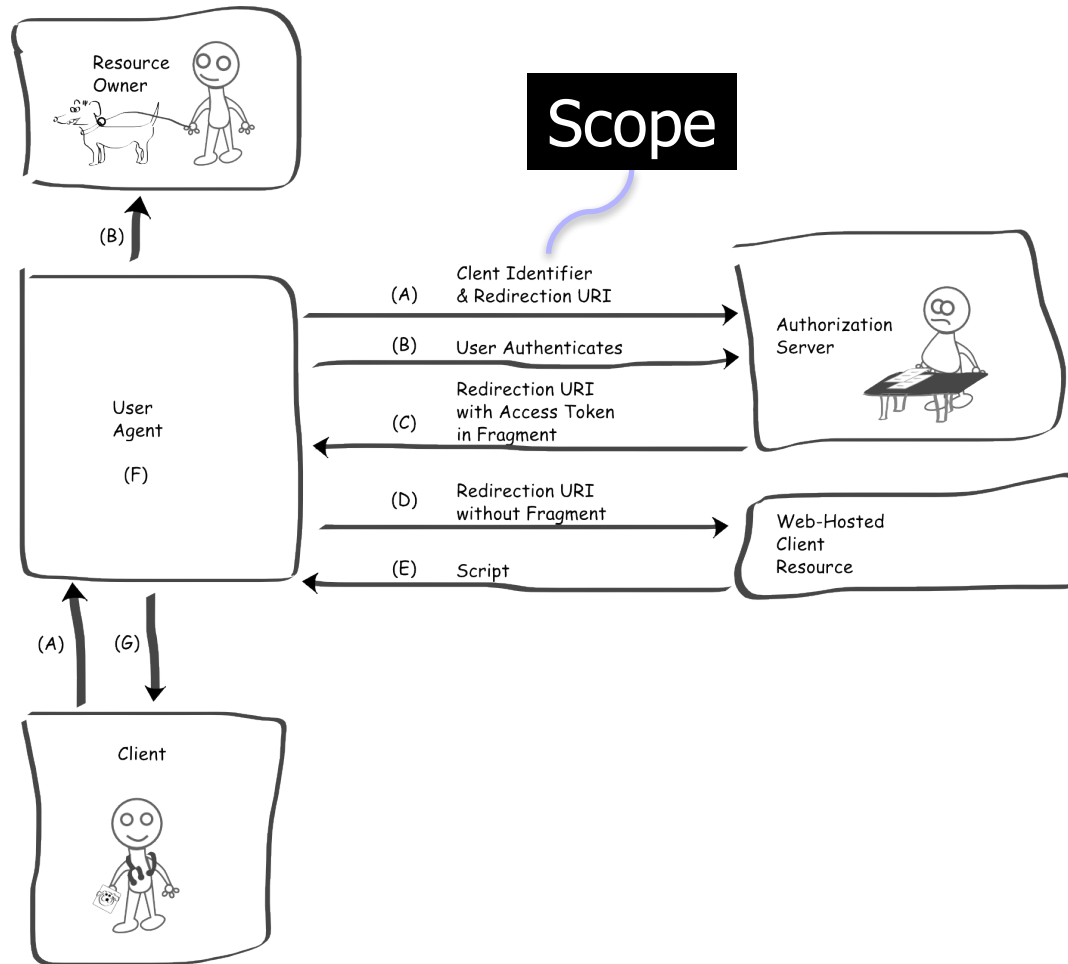 Resource
Owner
Scope
(B)
(A)
Clent Identifier
& Redirection URI
(B)
User Authenticates
Authorization
Server
User
Agent
(F)
(C)
Redirection URI
with Access Token
in Fragment
(D)
Redirection URI
without Fragment
Web-Hosted
Client
Resource
(E)
Script
(A)
(G)
Client